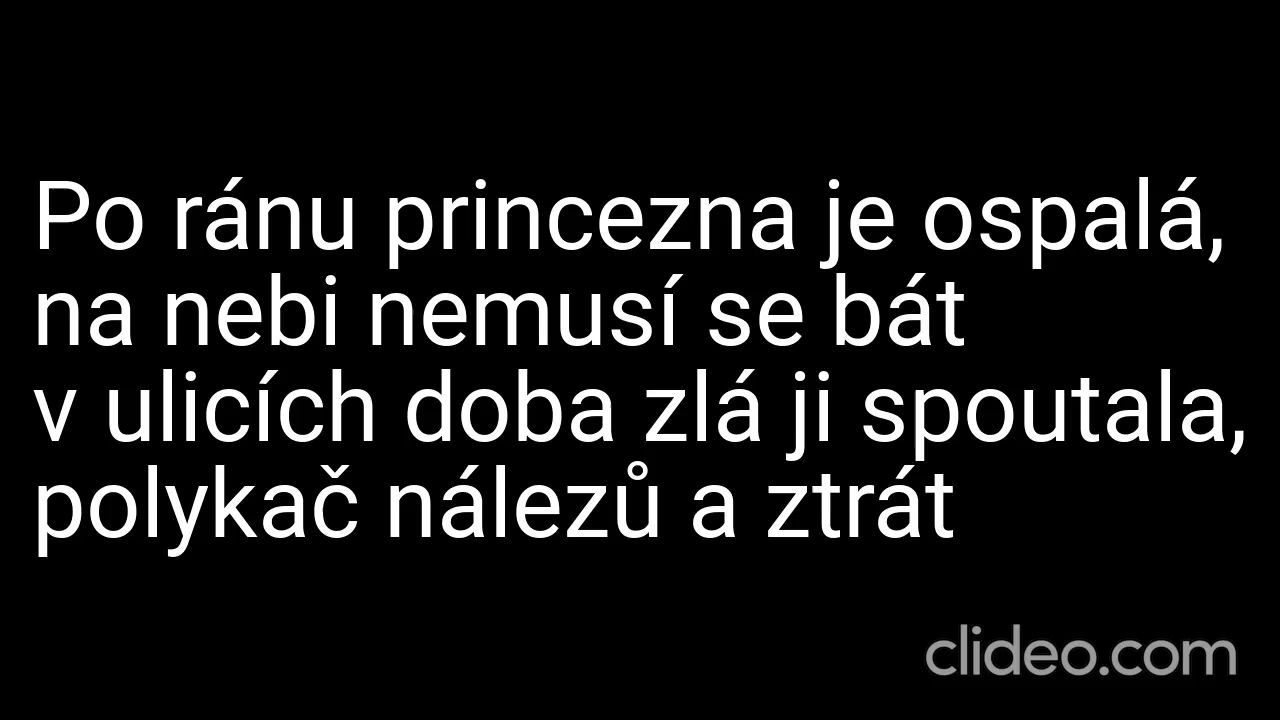 Po ránu princezna je ospalá,
na nebi nemusí se bát
v ulicích doba zlá ji spoutala,
polykač nálezů a ztrát
clideo.com